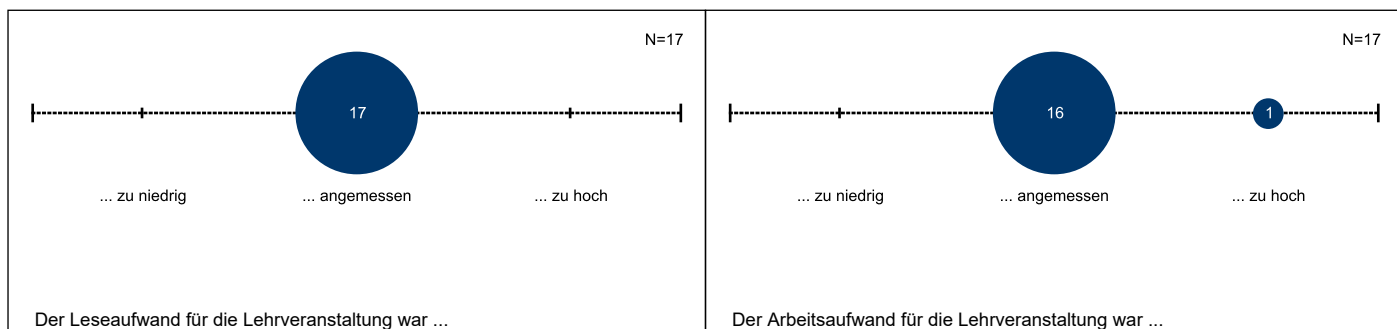 N=17
17
... zu niedrig ... angemessen ... zu hoch
Der Leseaufwand für die Lehrveranstaltung war ...
N=17
16 1
... zu niedrig ... angemessen ... zu hoch
Der Arbeitsaufwand für die Lehrveranstaltung war ...